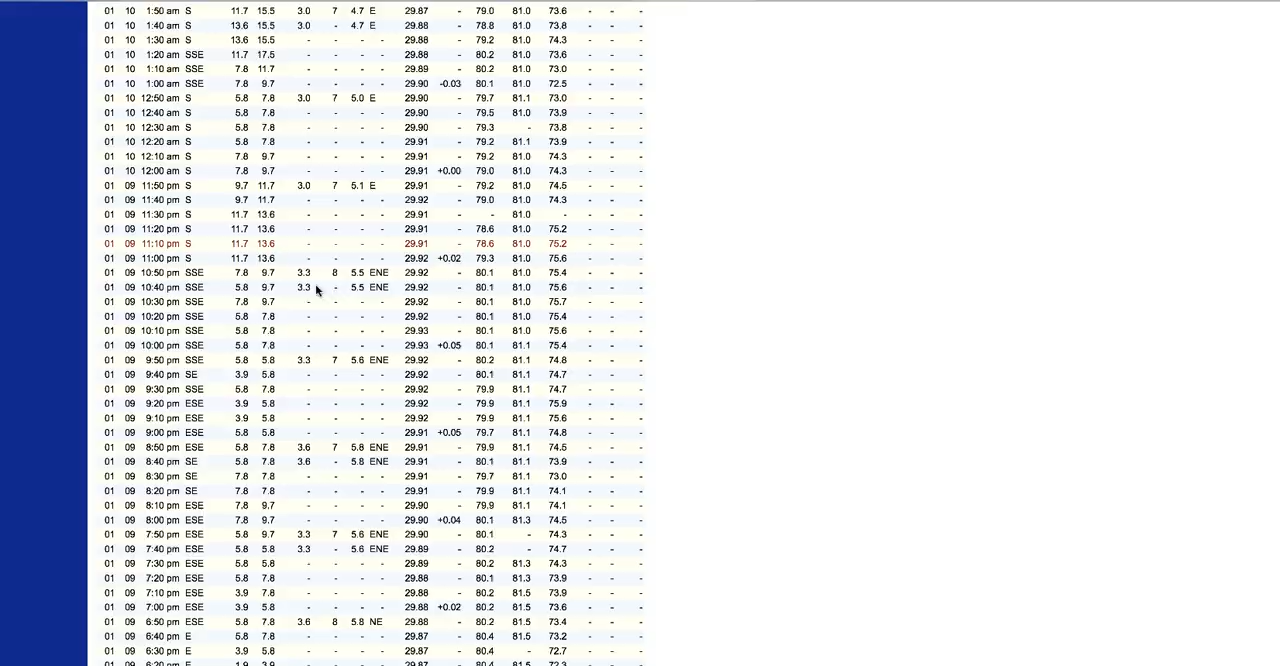 01 10 1:50 am S 11.7 15.5 3.0 7 4.7 E 29.87 - 79.0 81.0 73.6 - - -
01 10 1:40 am S 13.6 15.5 3.0 - 4.7 E 29.88 - 78.8 81.0 73.8 - - -
01 10 1:30 am S 13.6 15.5 - - - - 29.88 - 79.2 81.0 74.3 - - -
01 10 1:20 am SSE 11.7 17.5 - - - - 29.88 - 80.2 81.0 73.6 - - -
01 10 1:10 am SSE 7.8 11.7 - - - - 29.89 - 80.2 81.0 73.0 - - -
01 10 1:00 am SSE 7.8 9.7 - - - - 29.90 -0.03 80.1 81.0 72.5 - - -
01 10 12:50 am S 5.8 7.8 3.0 7 5.0 E 29.90 - 79.7 81.1 73.0 - - -
01 10 12:40 am S 5.8 7.8 - - - - 29.90 - 79.5 81.0 73.9 - - -
01 10 12:30 am S 5.8 7.8 - - - - 29.90 - 79.3 - 73.8 - - -
01 10 12:20 am S 5.8 7.8 - - - - 29.91 - 79.2 81.1 73.9 - - -
01 10 12:10 am S 7.8 9.7 - - - - 29.91 - 79.2 81.0 74.3 - - -
01 10 12:00 am S 7.8 9.7 - - - - 29.91 +0.00 79.0 81.0 74.3 - - -
01 09 11:50 pm S 9.7 11.7 3.0 7 5.1 E 29.91 - 79.2 81.0 74.5 - - -
01 09 11:40 pm S 9.7 11.7 - - - - 29.92 - 79.0 81.0 74.3 - - -
01 09 11:30 pm S 11.7 13.6 - - - - 29.91 - - 81.0 - - - -
01 09 11:20 pm S 11.7 13.6 - - - - 29.91 - 78.6 81.0 75.2 - - -
01 09 11:10 pm S 11.7 13.6 - - - - 29.91 - 78.6 81.0 75.2 - - -
01 09 11:00 pm S 11.7 13.6 - - - - 29.92 +0.02 79.3 81.0 75.6 - - -
01 09 10:50 pm SSE 7.8 9.7 3.3 8 5.5 ENE 29.92 - 80.1 81.0 75.4 - - -
01 09 10:40 pm SSE 5.8 9.7 3.3 - 5.5 ENE 29.92 - 80.1 81.0 75.6 - - -
01 09 10:30 pm SSE 7.8 9.7 - - - - 29.92 - 80.1 81.0 75.7 - - -
01 09 10:20 pm SSE 5.8 7.8 - - - - 29.92 - 80.1 81.0 75.4 - - -
01 09 10:10 pm SSE 5.8 7.8 - - - - 29.93 - 80.1 81.0 75.6 - - -
01 09 10:00 pm SSE 5.8 7.8 - - - - 29.93 +0.05 80.1 81.1 75.4 - - -
01 09 9:50 pm SSE 5.8 5.8 3.3 7 5.6 ENE 29.92 - 80.2 81.1 74.8 - - -
01 09 9:40 pm SE 3.9 5.8 - - - - 29.92 - 80.1 81.1 74.7 - - -
01 09 9:30 pm SSE 5.8 7.8 - - - - 29.92 - 79.9 81.1 74.7 - - -
01 09 9:20 pm ESE 3.9 5.8 - - - - 29.92 - 79.9 81.1 75.9 - - -
01 09 9:10 pm ESE 3.9 5.8 - - - - 29.92 - 79.9 81.1 75.6 - - -
01 09 9:00 pm ESE 5.8 5.8 - - - - 29.91 +0.05 79.7 81.1 74.8 - - -
01 09 8:50 pm ESE 5.8 7.8 3.6 7 5.8 ENE 29.91 - 79.9 81.1 74.5 - - -
01 09 8:40 pm SE 5.8 7.8 3.6 - 5.8 ENE 29.91 - 80.1 81.1 73.9 - - -
01 09 8:30 pm SE 7.8 7.8 - - - - 29.91 - 79.7 81.1 73.0 - - -
01 09 8:20 pm SE 7.8 7.8 - - - - 29.91 - 79.9 81.1 74.1 - - -
01 09 8:10 pm ESE 7.8 9.7 - - - - 29.90 - 79.9 81.1 74.1 - - -
01 09 8:00 pm ESE 7.8 9.7 - - - - 29.90 +0.04 80.1 81.3 74.5 - - -
01 09 7:50 pm ESE 5.8 9.7 3.3 7 5.6 ENE 29.90 - 80.1 - 74.3 - - -
01 09 7:40 pm ESE 5.8 5.8 3.3 - 5.6 ENE 29.89 - 80.2 - 74.7 - - -
01 09 7:30 pm ESE 5.8 5.8 - - - - 29.89 - 80.2 81.3 74.3 - - -
01 09 7:20 pm ESE 5.8 7.8 - - - - 29.88 - 80.1 81.3 73.9 - - -
01 09 7:10 pm ESE 3.9 7.8 - - - - 29.88 - 80.2 81.5 73.9 - - -
01 09 7:00 pm ESE 3.9 5.8 - - - - 29.88 +0.02 80.2 81.5 73.6 - - -
01 09 6:50 pm ESE 5.8 7.8 3.6 8 5.8 NE 29.88 - 80.2 81.5 73.4 - - -
01 09 6:40 pm E 5.8 7.8 - - - - 29.87 - 80.4 81.5 73.2 - - -
01 09 6:30 pm E 3.9 5.8 - - - - 29.87 - 80.4 - 72.7 - - -
01 09 6:20 pm E 1.9 3.9 - - - - 29.87 - 80.4 81.5 72.3 - - -